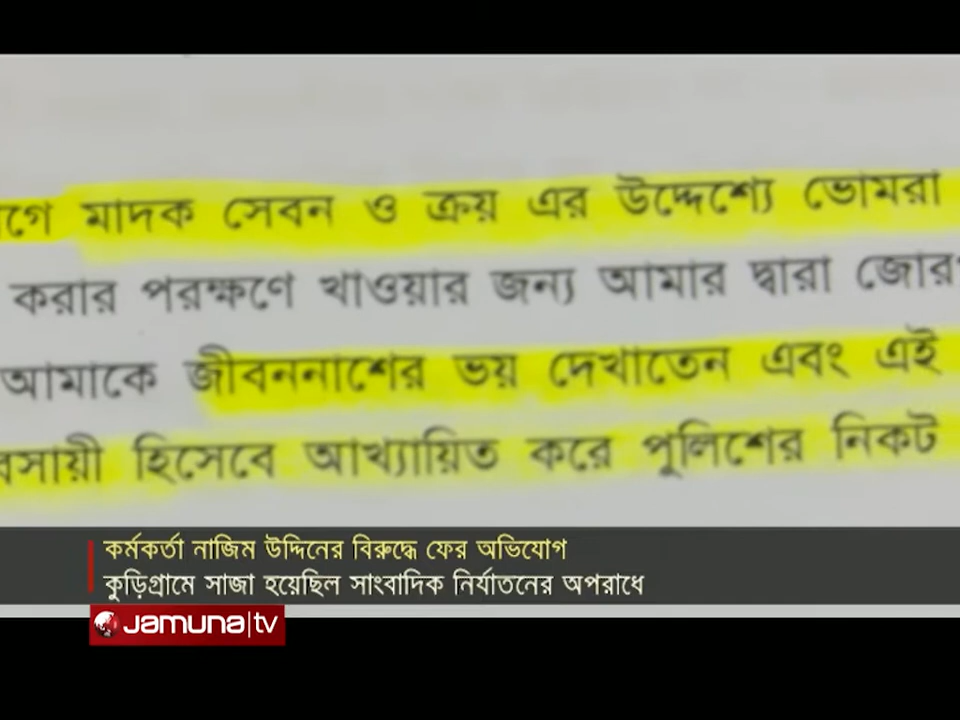 মাদক সেবন ও ক্রয় এর উদ্দেশ্যে ভোমরা
করার পরক্ষণে খাওয়ার জন্য আমার দ্বারা
আমাকে জীবননাশের ভয় দেখাতেন এবং এই
হিসেবে আখ্যায়িত করে পুলিশের নিকট
কর্মকর্তা নাজিম উদ্দিনের বিরুদ্ধে ফের অভিযোগ
কুড়িগ্রামে সাজা হয়েছিল সাংবাদিক নির্যাতনের অপরাধে
Jamuna|tv